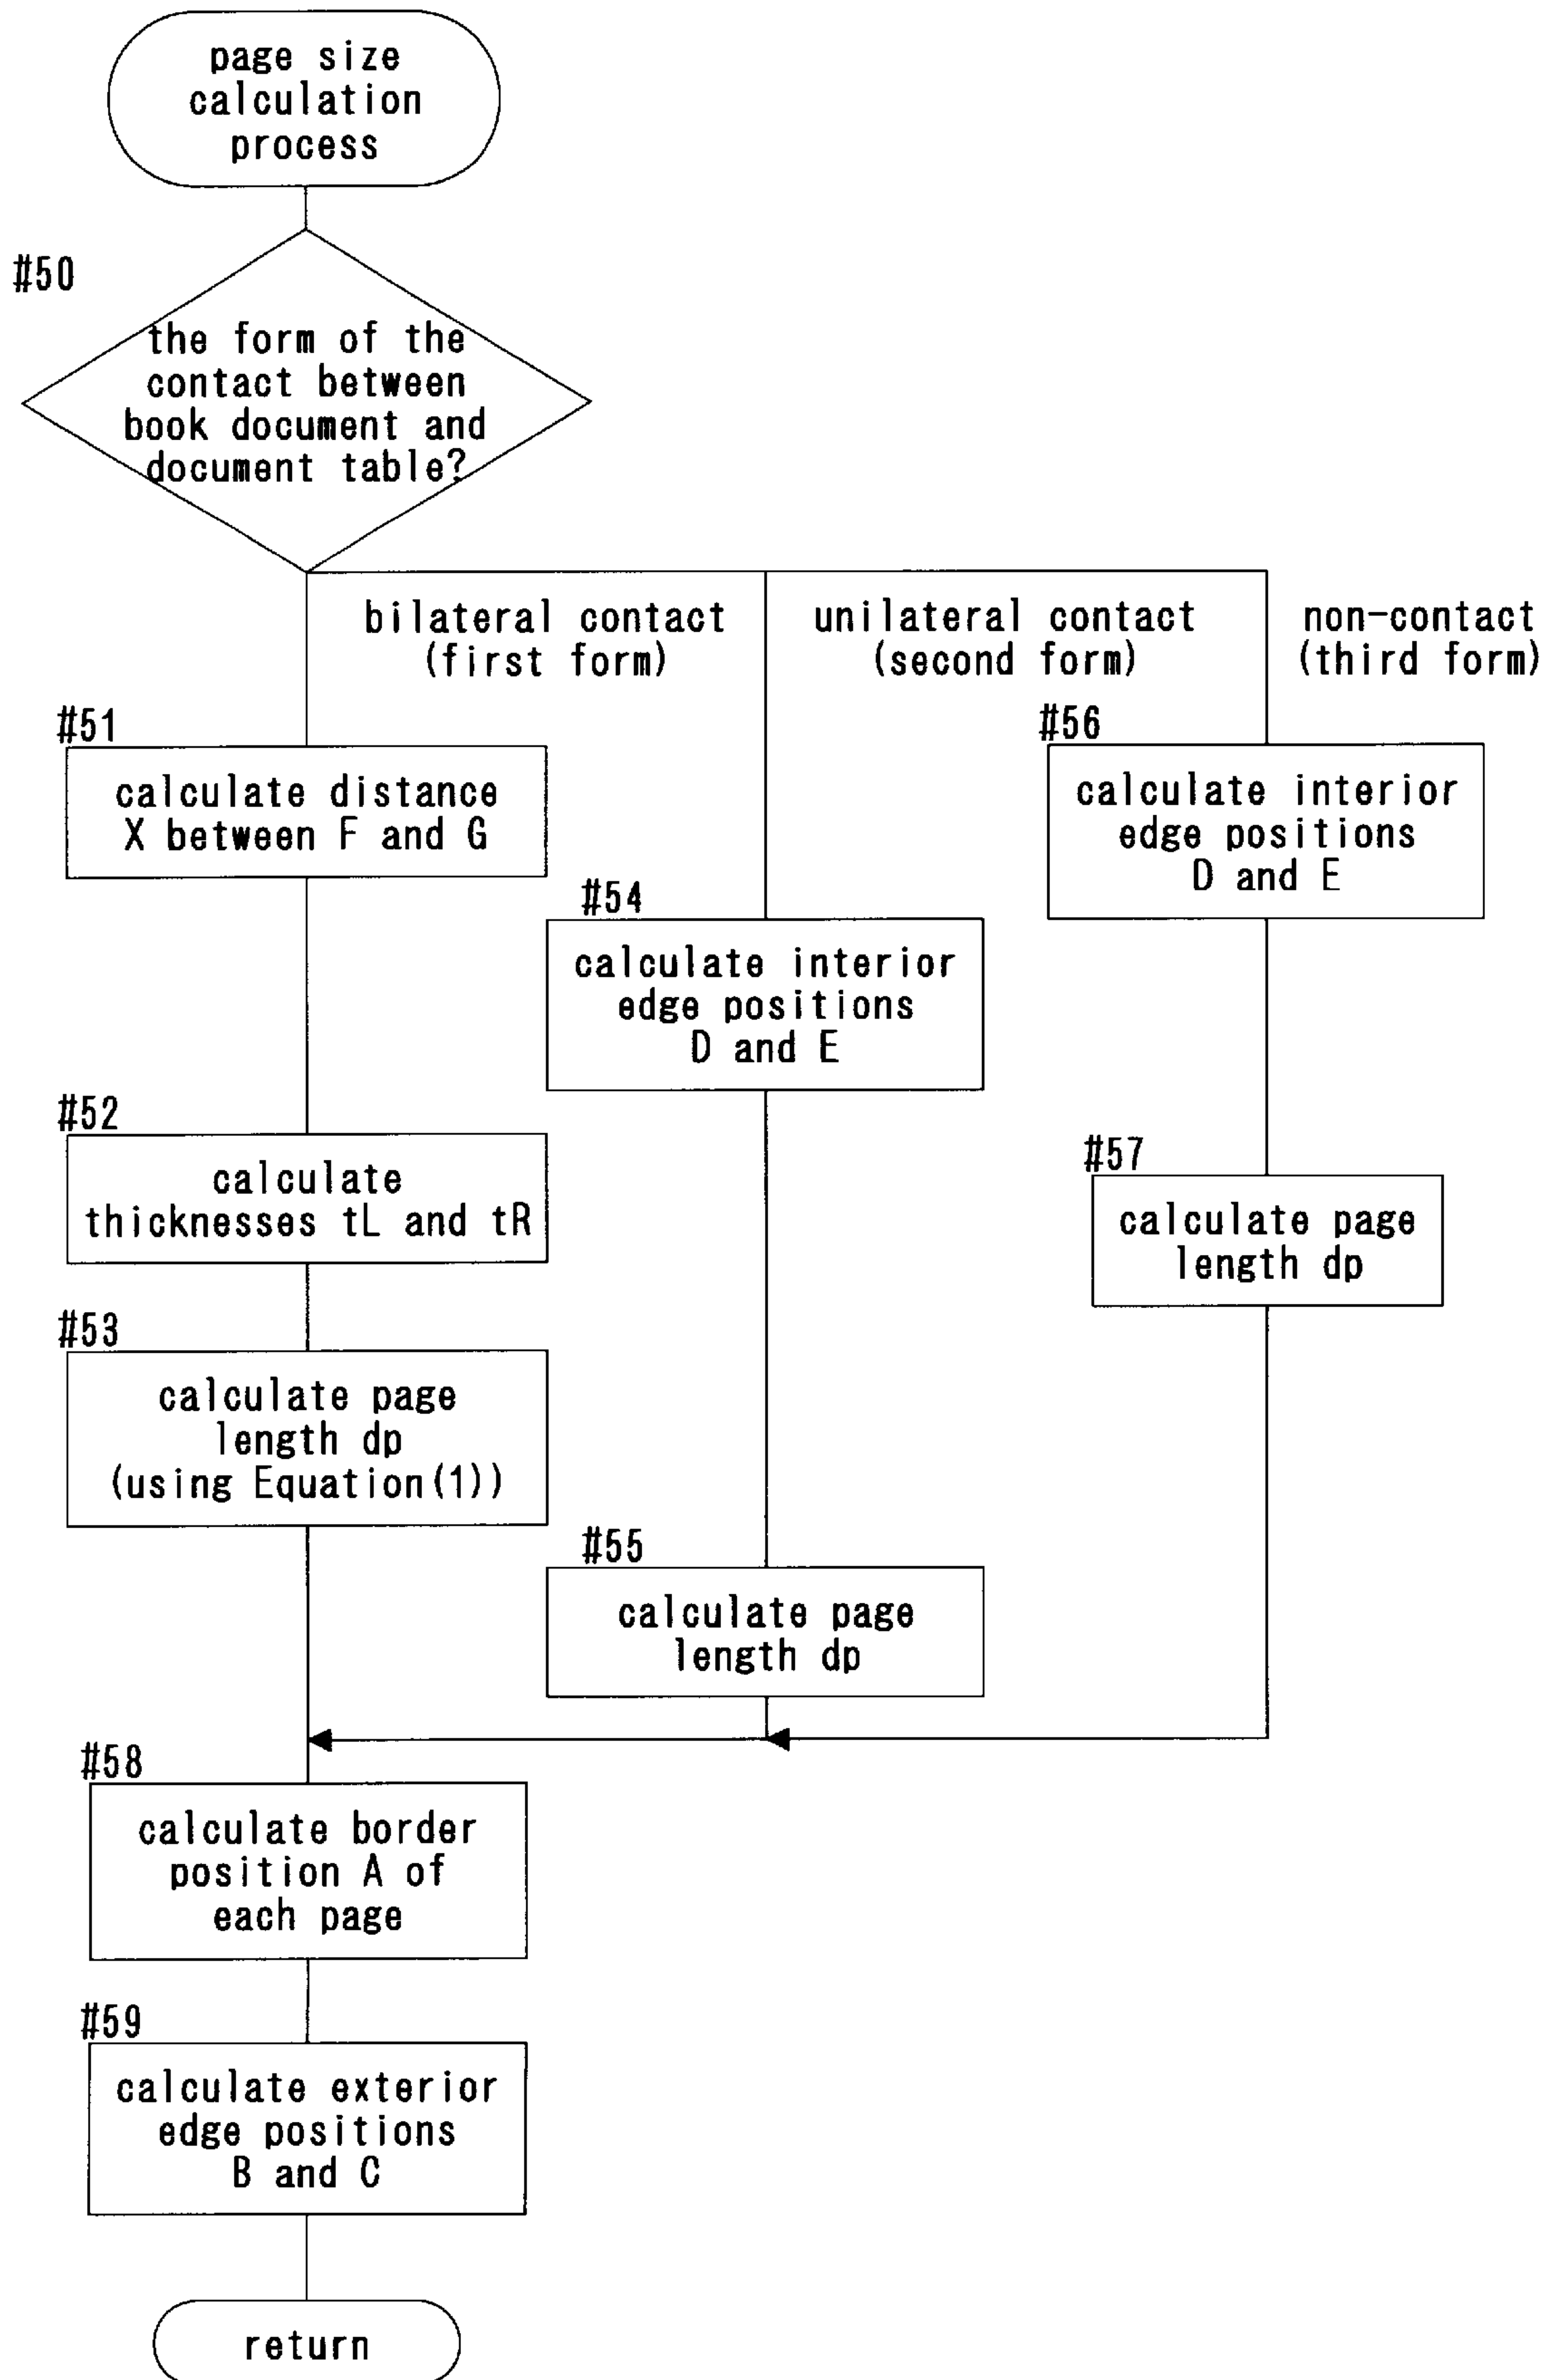 page size
calculation
process
#50
the form of the
contact between
book document and
document table?
bilateral contact
(first form)
unilateral contact
(second form)
non-contact
(third form)
#51
calculate distance
X between F and G
#52
calculate
thicknesses tL and tR
#53
calculate page
length dp
(using Equation(1))
#54
calculate interior
edge positions
D and E
#55
calculate page
length dp
#56
calculate interior
edge positions
D and E
#57
calculate page
length dp
#58
calculate border
position A of
each page
#59
calculate exterior
edge positions
B and C
return